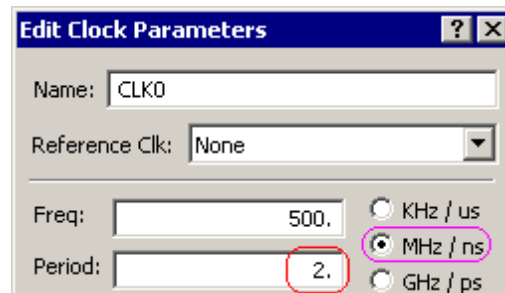 Edit Clock Parameters ? ×
Name: CLK0
Reference Clk: None
Freq: 500. KHz / us
MHz / ns
Period: 2. GHz / ps